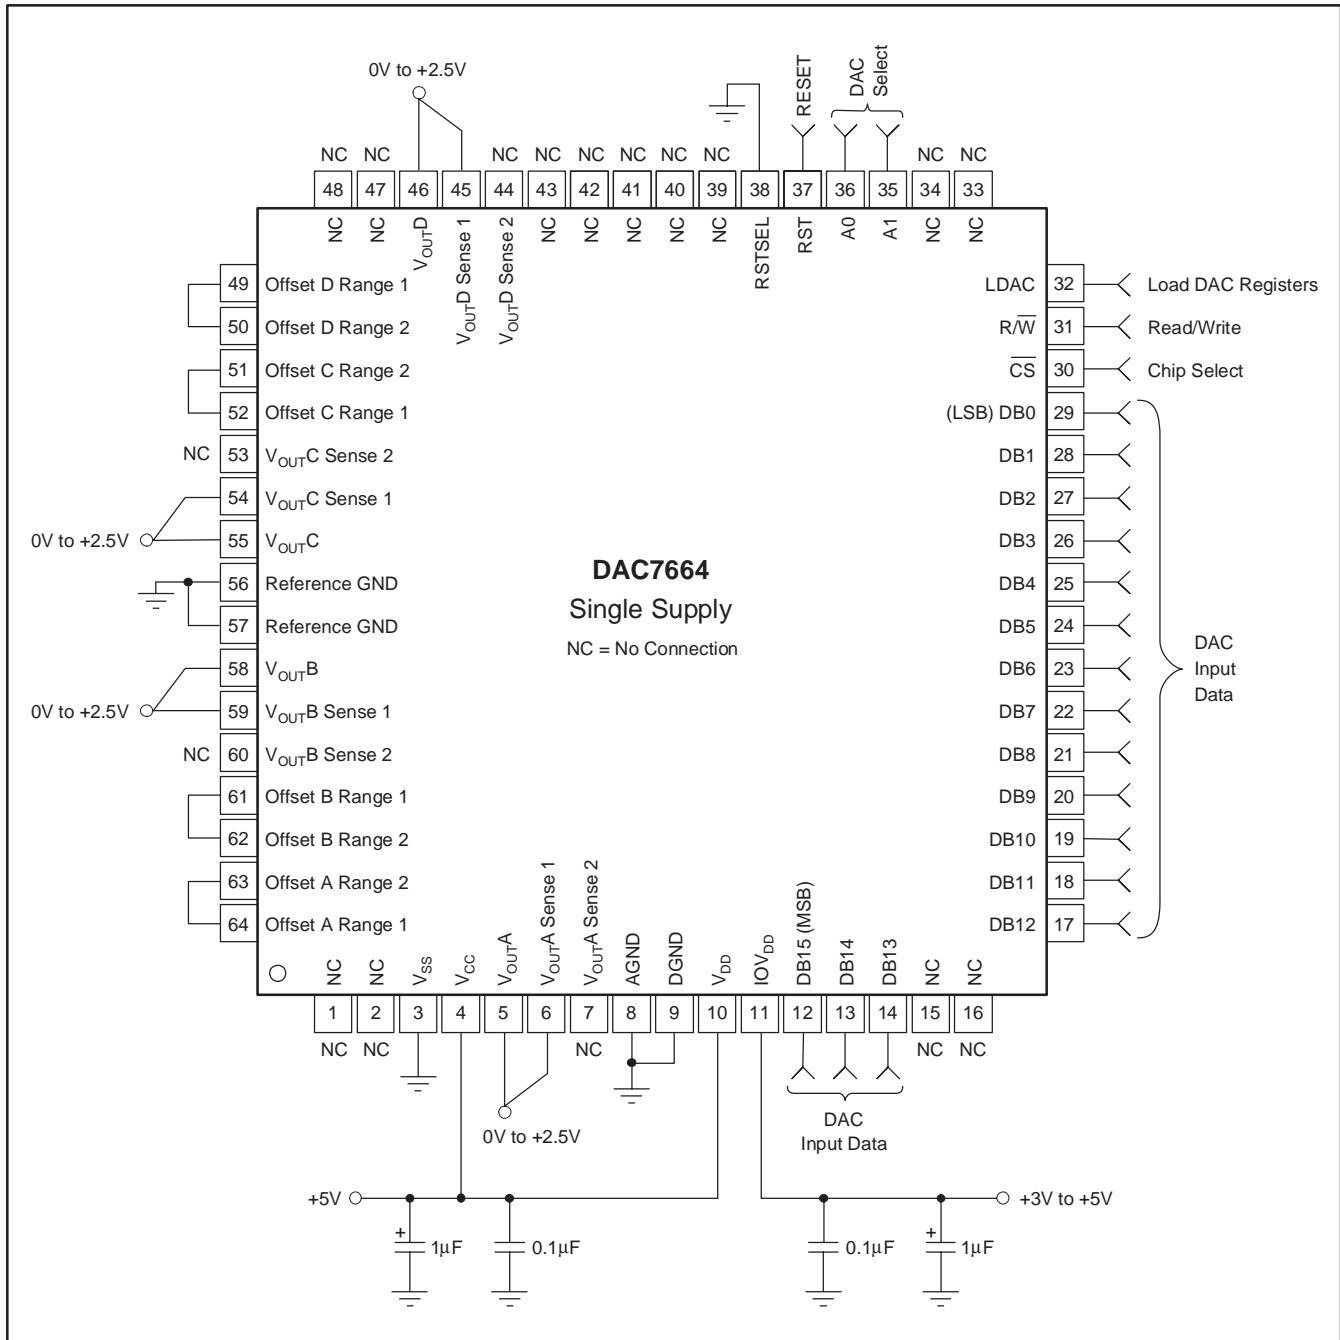 0V to +2.5V
RESET
DAC
Select
NC NC NC NC NC NC NC NC NC NC
48 47 46 45 44 43 42 41 40 39 38 37 36 35 34 33
NC
NC
VOUTD
VOUTD Sense 1
VOUTD Sense 2
NC
NC
NC
NC
NC
RSTSEL
RST
A0
A1
NC
NC
49 Offset D Range 1
50 Offset D Range 2
51 Offset C Range 2
52 Offset C Range 1
NC 53 VOUTC Sense 2
54 VOUTC Sense 1
0V to +2.5V
55 VOUTC
56 Reference GND
57 Reference GND
58 VOUTB
0V to +2.5V
59 VOUTB Sense 1
NC 60 VOUTB Sense 2
61 Offset B Range 1
62 Offset B Range 2
63 Offset A Range 2
64 Offset A Range 1
DAC7664
Single Supply
NC = No Connection
LDAC 32 Load DAC Registers
R/W̅ 31 Read/Write
C̅S̅ 30 Chip Select
(LSB) DB0 29
DB1 28
DB2 27
DB3 26
DB4 25
DB5 24
DB6 23
DB7 22
DB8 21
DB9 20
DB10 19
DB11 18
DB12 17
DAC
Input
Data
NC
NC
VSS
VCC
VOUTA
VOUTA Sense 1
VOUTA Sense 2
AGND
DGND
VDD
IOVDD
DB15 (MSB)
DB14
DB13
NC
NC
1 2 3 4 5 6 7 8 9 10 11 12 13 14 15 16
NC NC NC NC NC
0V to +2.5V
DAC
Input Data
+5V
+3V to +5V
+ 1μF
0.1μF
0.1μF
+ 1μF